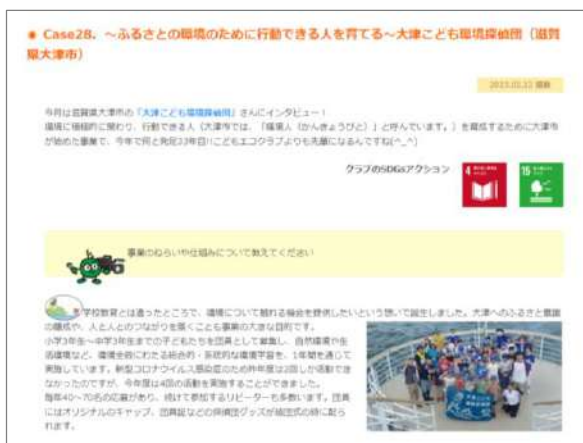 Case28. ～ふるさとの環境のために行動できる人を育てる～大津こども環境探偵団（滋賀
県大津市）
今月は滋賀県大津市の「大津こども環境探偵団」さんにインタビュー！
環境に積極的に関わり、行動できる人（大津市では、「環境人（かんきょうびと）」と呼んでいます。）を育成するために大津市
が始めた事業で、今年で何と発足23年目!!こどもエコクラブよりも先輩になるんですね(^_^)
クラブのSDGsアクション
4
15
事業のねらいや仕組みについて教えてください
学校教育とは違ったところで、環境について触れる機会を提供したいという想いで誕生しました。大津へのふるさと意識
の醸成や、人と人とのつながりを築くことも事業の大きな目的です。
小学3年生～中学3年生までの子どもたちを団員として募集し、自然環境や生
活環境など、環境全般にわたる総合的・系統的な環境学習を、1年間を通じて
実施しています。新型コロナウイルス感染症のため昨年度は2回しか活動でき
なかったのですが、今年度は4回の活動を実施することができました。
毎年40～70名の応募があり、続けて参加するリピーターも多数います。団員
にはオリジナルのキャップ、団員証などの探偵団グッズが結団式の時に配ら
れます。